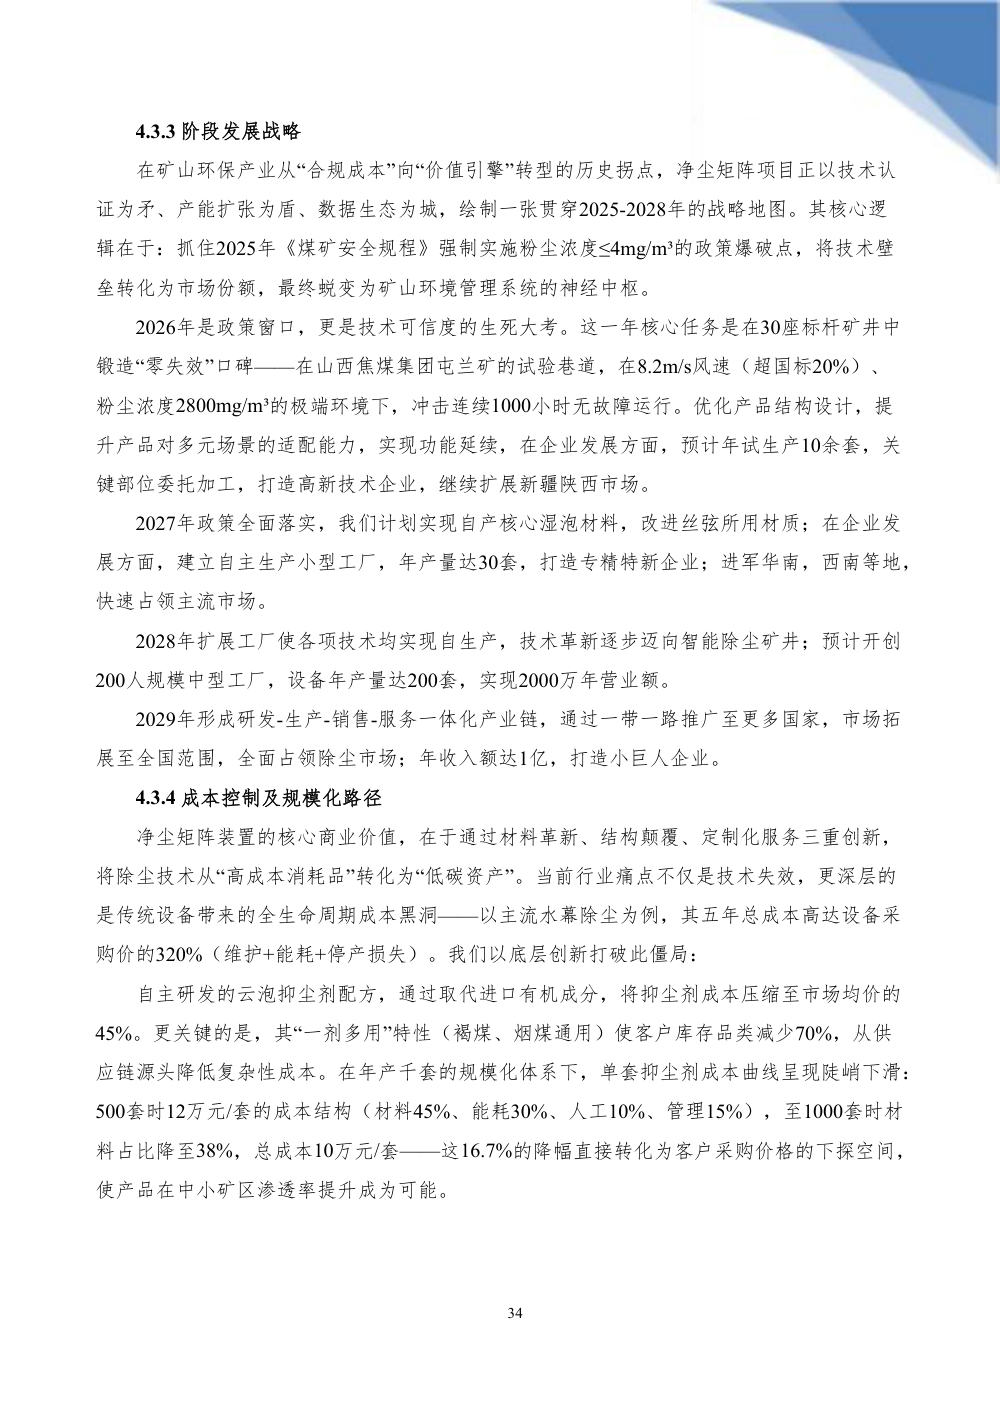 4.3.3 阶段发展战略
在矿山环保产业从“合规成本”向“价值引擎”转型的历史拐点，净尘矩阵项目正以技术认
证为矛、产能扩张为盾、数据生态为城，绘制一张贯穿2025-2028年的战略地图。其核心逻
辑在于：抓住2025年《煤矿安全规程》强制实施粉尘浓度≤4mg/m³的政策爆破点，将技术壁
垒转化为市场份额，最终蜕变为矿山环境管理系统的神经中枢。
2026年是政策窗口，更是技术可信度的生死大考。这一年核心任务是在30座标杆矿井中
锻造“零失效”口碑——在山西焦煤集团屯兰矿的试验巷道，在8.2m/s风速（超国标20%）、
粉尘浓度2800mg/m³的极端环境下，冲击连续1000小时无故障运行。优化产品结构设计，提
升产品对多元场景的适配能力，实现功能延续，在企业发展方面，预计年试生产10余套，关
键部位委托加工，打造高新技术企业，继续扩展新疆陕西市场。
2027年政策全面落实，我们计划实现自产核心湿泡材料，改进丝弦所用材质；在企业发
展方面，建立自主生产小型工厂，年产量达30套，打造专精特新企业；进军华南，西南等地，
快速占领主流市场。
2028年扩展工厂使各项技术均实现自生产，技术革新逐步迈向智能除尘矿井；预计开创
200人规模中型工厂，设备年产量达200套，实现2000万年营业额。
2029年形成研发-生产-销售-服务一体化产业链，通过一带一路推广至更多国家，市场拓
展至全国范围，全面占领除尘市场；年收入额达1亿，打造小巨人企业。
4.3.4 成本控制及规模化路径
净尘矩阵装置的核心商业价值，在于通过材料革新、结构颠覆、定制化服务三重创新，
将除尘技术从“高成本消耗品”转化为“低碳资产”。当前行业痛点不仅是技术失效，更深层的
是传统设备带来的全生命周期成本黑洞——以主流水幕除尘为例，其五年总成本高达设备采
购价的320%（维护+能耗+停产损失）。我们以底层创新打破此僵局：
自主研发的云泡抑尘剂配方，通过取代进口有机成分，将抑尘剂成本压缩至市场均价的
45%。更关键的是，其“一剂多用”特性（褐煤、烟煤通用）使客户库存品类减少70%，从供
应链源头降低复杂性成本。在年产千套的规模化体系下，单套抑尘剂成本曲线呈现陡峭下滑：
500套时12万元/套的成本结构（材料45%、能耗30%、人工10%、管理15%），至1000套时材
料占比降至38%，总成本10万元/套——这16.7%的降幅直接转化为客户采购价格的下探空间，
使产品在中小矿区渗透率提升成为可能。
34